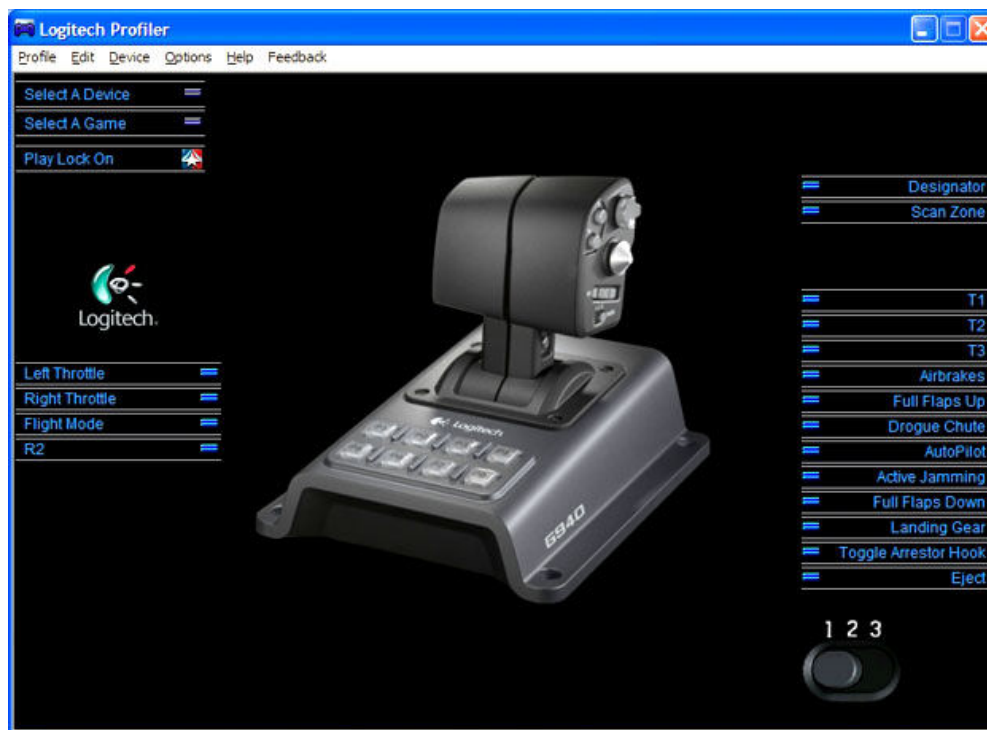 Logitech Profiler
Profile Edit Device Options Help Feedback
Select A Device
Select A Game
Play Lock On
Logitech
Left Throttle
Right Throttle
Flight Mode
R2
Logitech
G940
Designator
Scan Zone
T1
T2
T3
Airbrakes
Full Flaps Up
Drogue Chute
AutoPilot
Active Jamming
Full Flaps Down
Landing Gear
Toggle Arrestor Hook
Eject
1 2 3